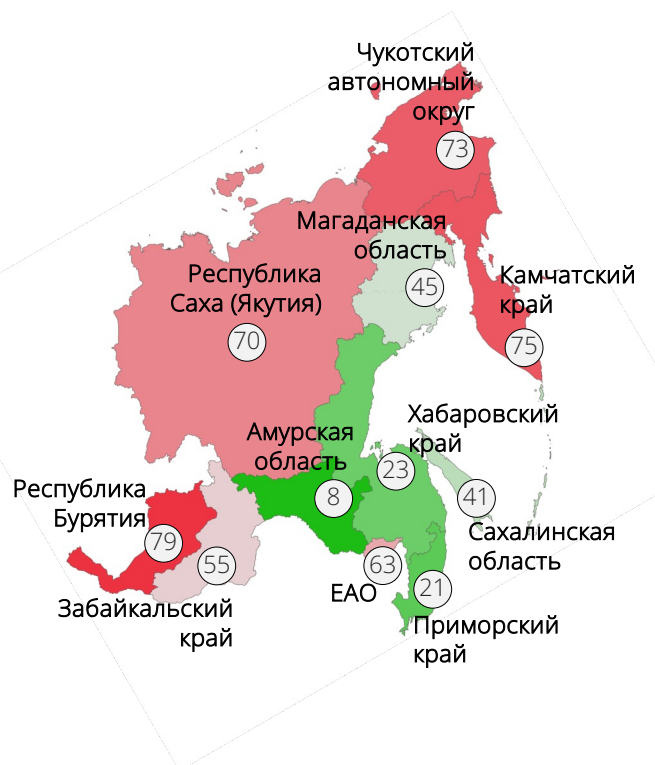 Чукотский
автономный
округ
73
Магаданская
область
45
Республика
Саха (Якутия)
70
Камчатский
край
75
Хабаровский
край
23
Амурская
область
8
41
Сахалинская
область
Республика
Бурятия
79
55
Забайкальский
край
63
ЕАО
21
Приморский
край